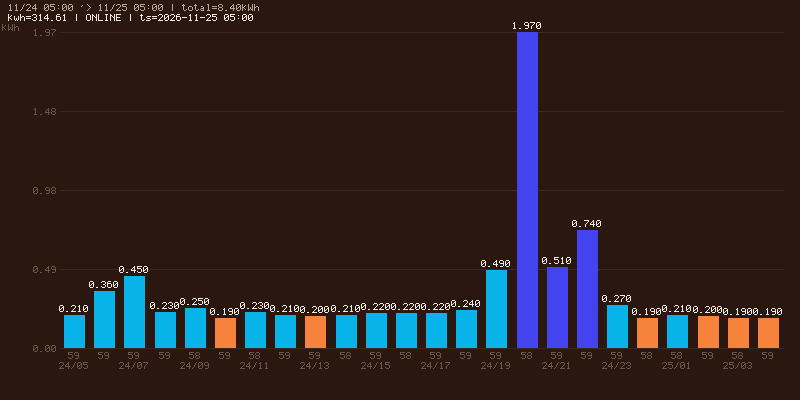 11/24 05:00 -> 11/25 05:00 | total=8.40KWh
Kwh=314.61 | ONLINE | ts=2026-11-25 05:00
KWh
1.97
1.48
0.98
0.49
0.00
0.210 0.360 0.450 0.230 0.250 0.190 0.230 0.210 0.200 0.210 0.220 0.220 0.220 0.240 0.490 1.970 0.510 0.740 0.270 0.190 0.210 0.200 0.190 0.190
59 59 59 58 58 59 58 59 59 58 59 58 59 59 59 58 59 59 59 58 58 59 58 59
24/05 24/07 24/09 24/11 24/13 24/15 24/17 24/19 24/21 24/23 25/01 25/03